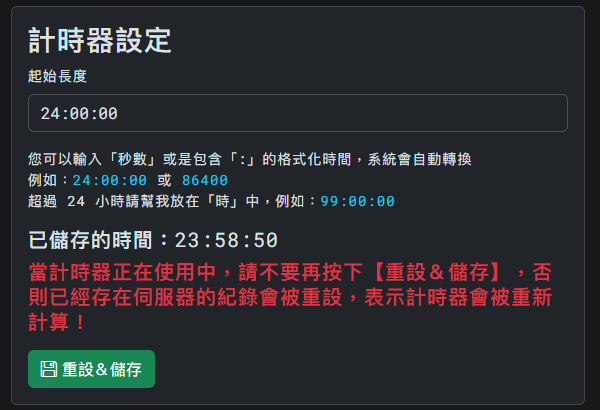 計時器設定
起始長度
24:00:00
您可以輸入「秒數」或是包含「:」的格式化時間，系統會自動轉換
例如：24:00:00 或 86400
超過 24 小時請幫我放在「時」中，例如：99:00:00
已儲存的時間：23:58:50
當計時器正在使用中，請不要再按下【重設＆儲存】，否
則已經存在伺服器的紀錄會被重設，表示計時器會被重新
計算！
重設＆儲存